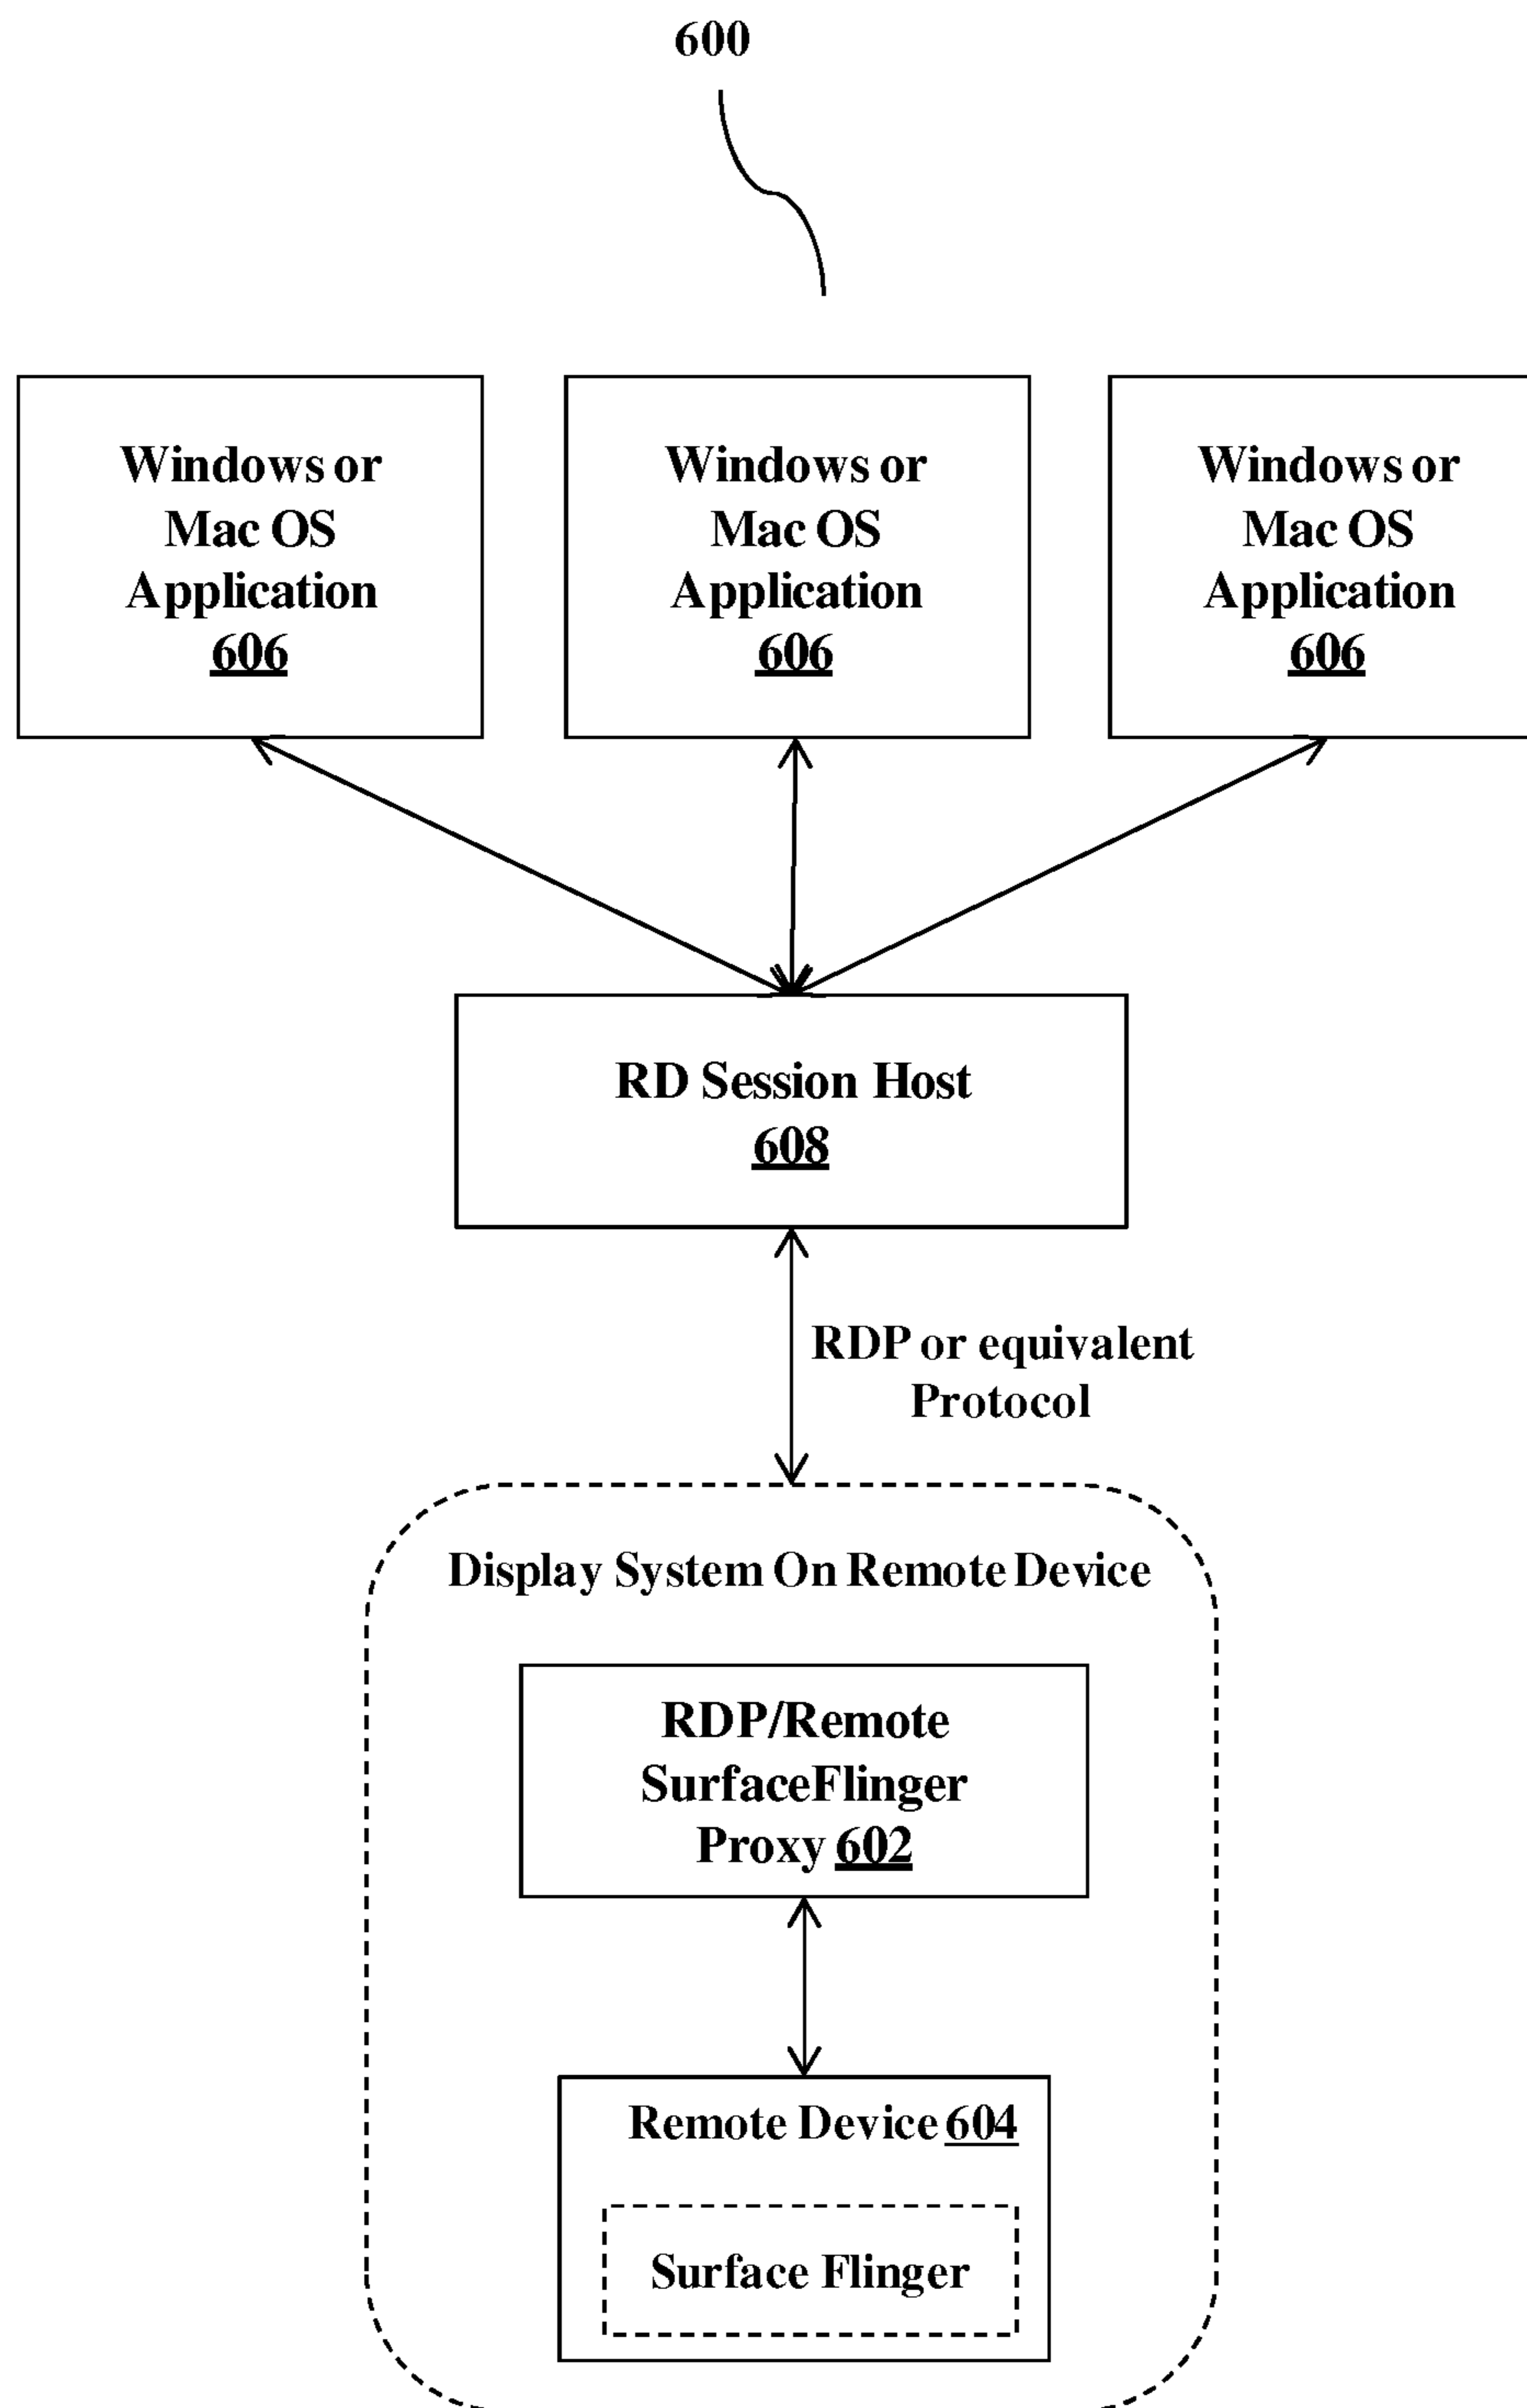 600
Windows or
Mac OS
Application
606
Windows or
Mac OS
Application
606
Windows or
Mac OS
Application
606
RD Session Host
608
RDP or equivalent
Protocol
Display System On Remote Device
RDP/Remote
SurfaceFlinger
Proxy 602
Remote Device 604
Surface Flinger